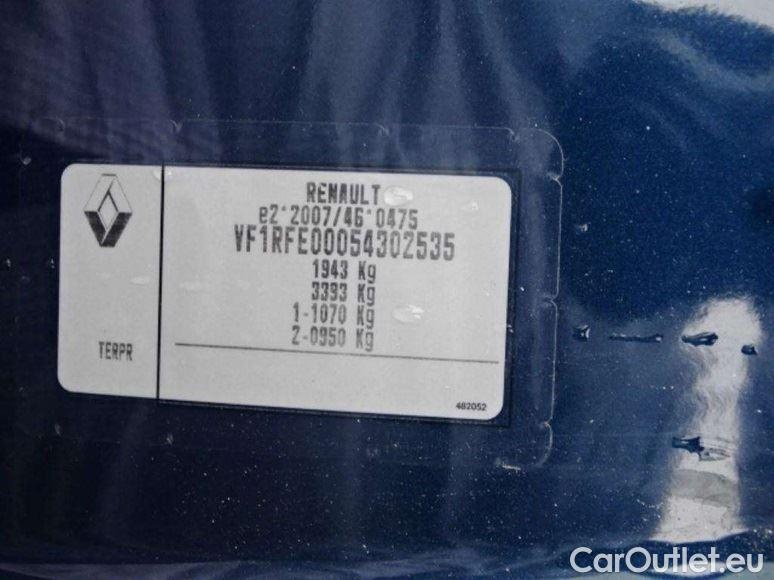 RENAULT
e2*2007/46*0475
VF1RFE00054302535
1943 Kg
3393 Kg
1-1070 Kg
2-0950 Kg
TERPR
482052
CarOutlet.eu